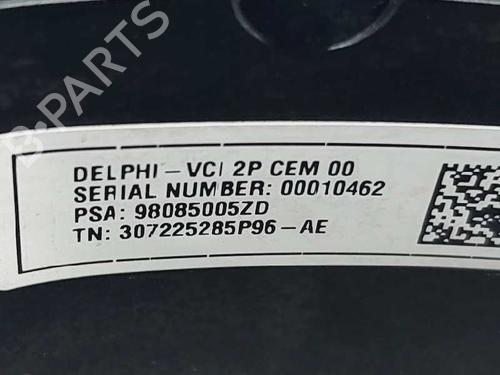 B-PARTS
DELPHI-VCI 2P CEM 00
SERIAL NUMBER: 00010462
PSA: 98085005ZD
TN: 307225285P96-AE